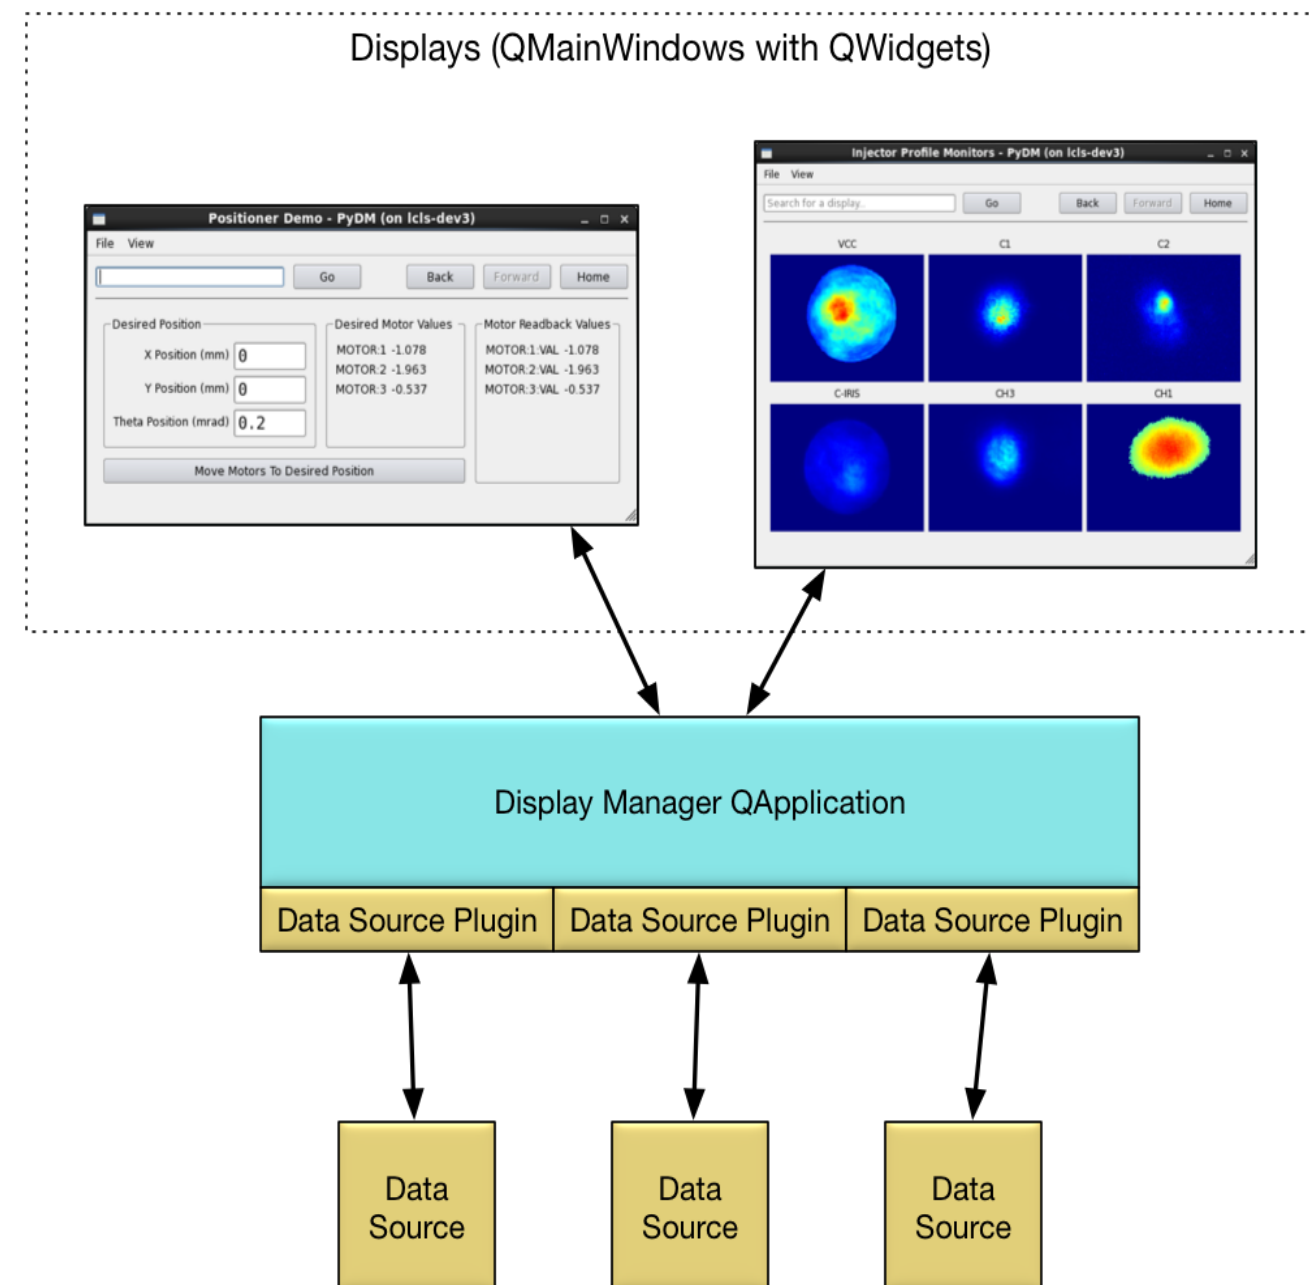 Displays (QMainWindows with QWidgets)
Positioner Demo - PyDM (on lcls-dev3)
File View
Go Back Forward Home
Desired Position
X Position (mm) 0
Y Position (mm) 0
Theta Position (mrad) 0.2
Move Motors To Desired Position
Desired Motor Values
MOTOR:1 -1.078
MOTOR:2 -1.963
MOTOR:3 -0.537
Motor Readback Values
MOTOR:1:VAL -1.078
MOTOR:2:VAL -1.963
MOTOR:3:VAL -0.537
Injector Profile Monitors - PyDM (on lcls-dev3)
File View
Search for a display.. Go Back Forward Home
VCC C1 C2
C-IRIS CH3 CH1
Display Manager QApplication
Data Source Plugin Data Source Plugin Data Source Plugin
Data
Source
Data
Source
Data
Source